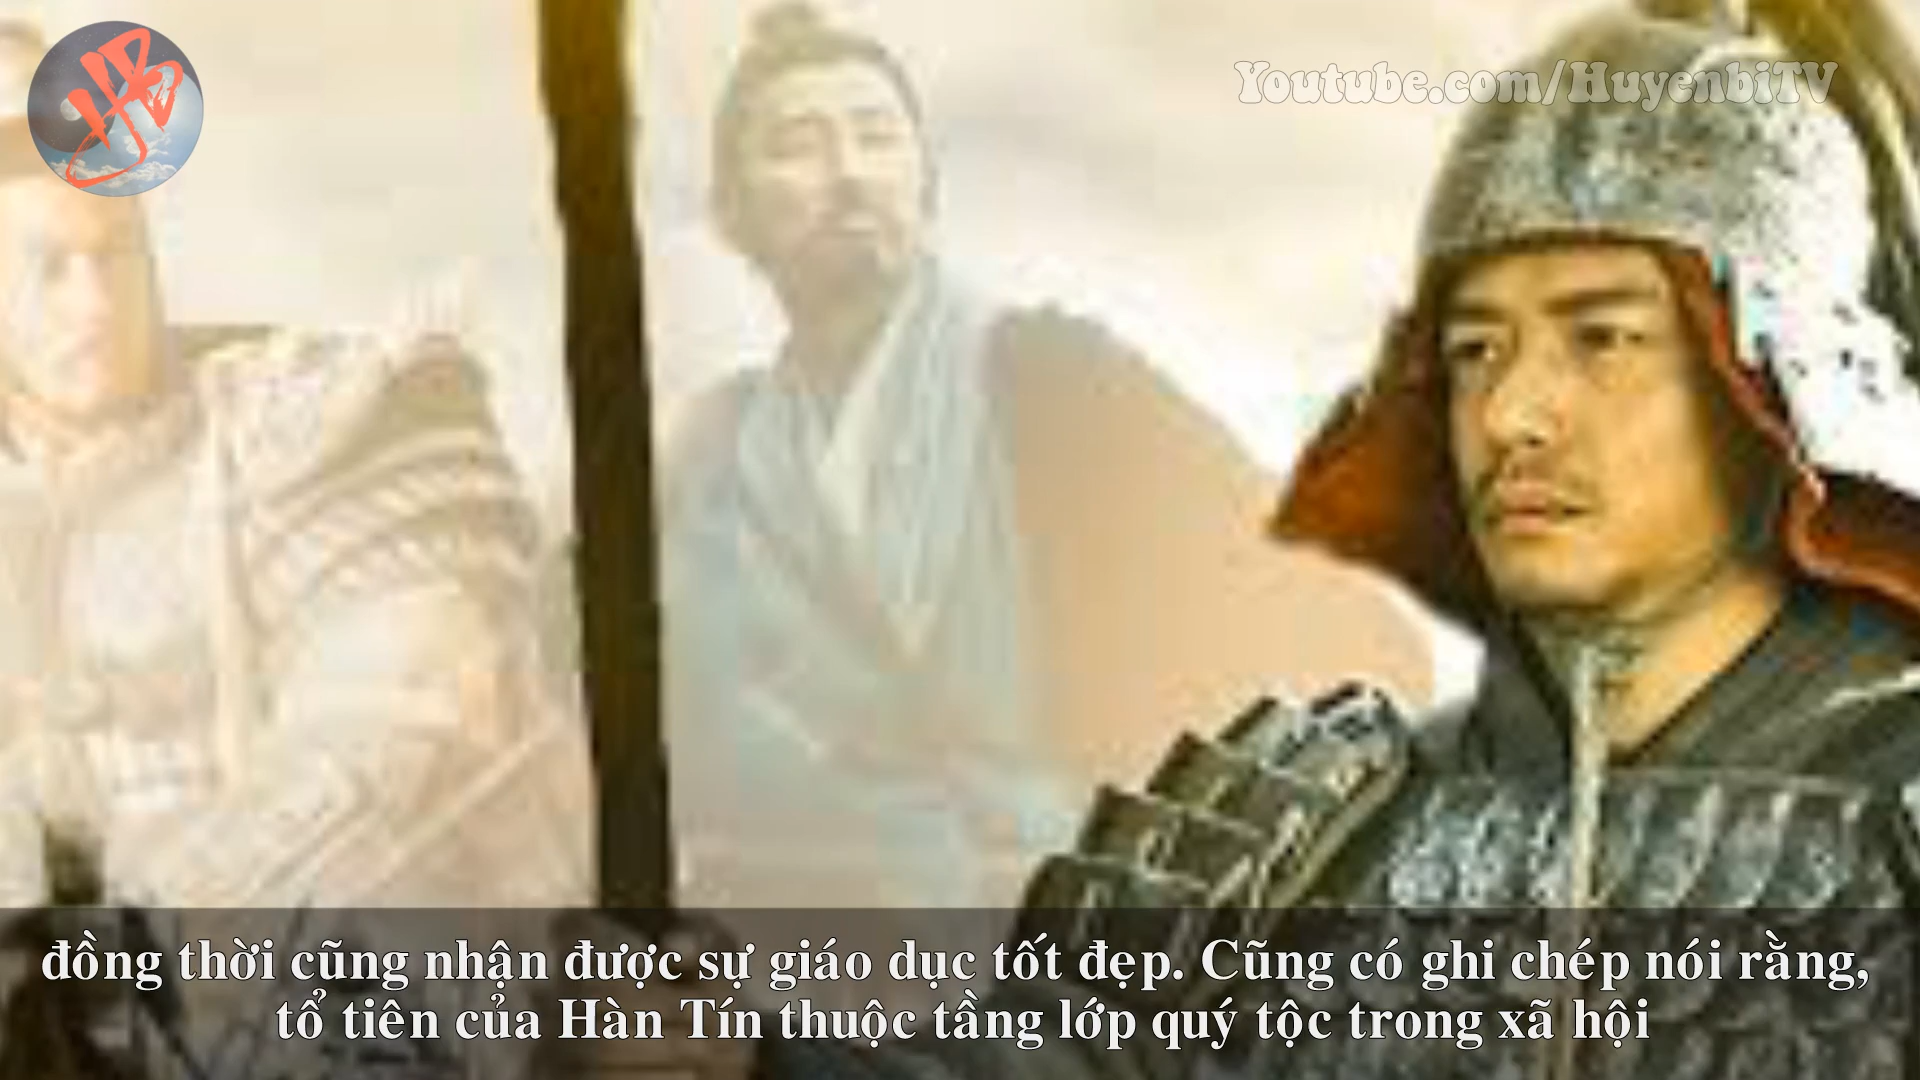 Youtube.com/HuyenbiTV
đồng thời cũng nhận được sự giáo dục tốt đẹp. Cũng có ghi chép nói rằng,
tổ tiên của Hàn Tín thuộc tầng lớp quý tộc trong xã hội